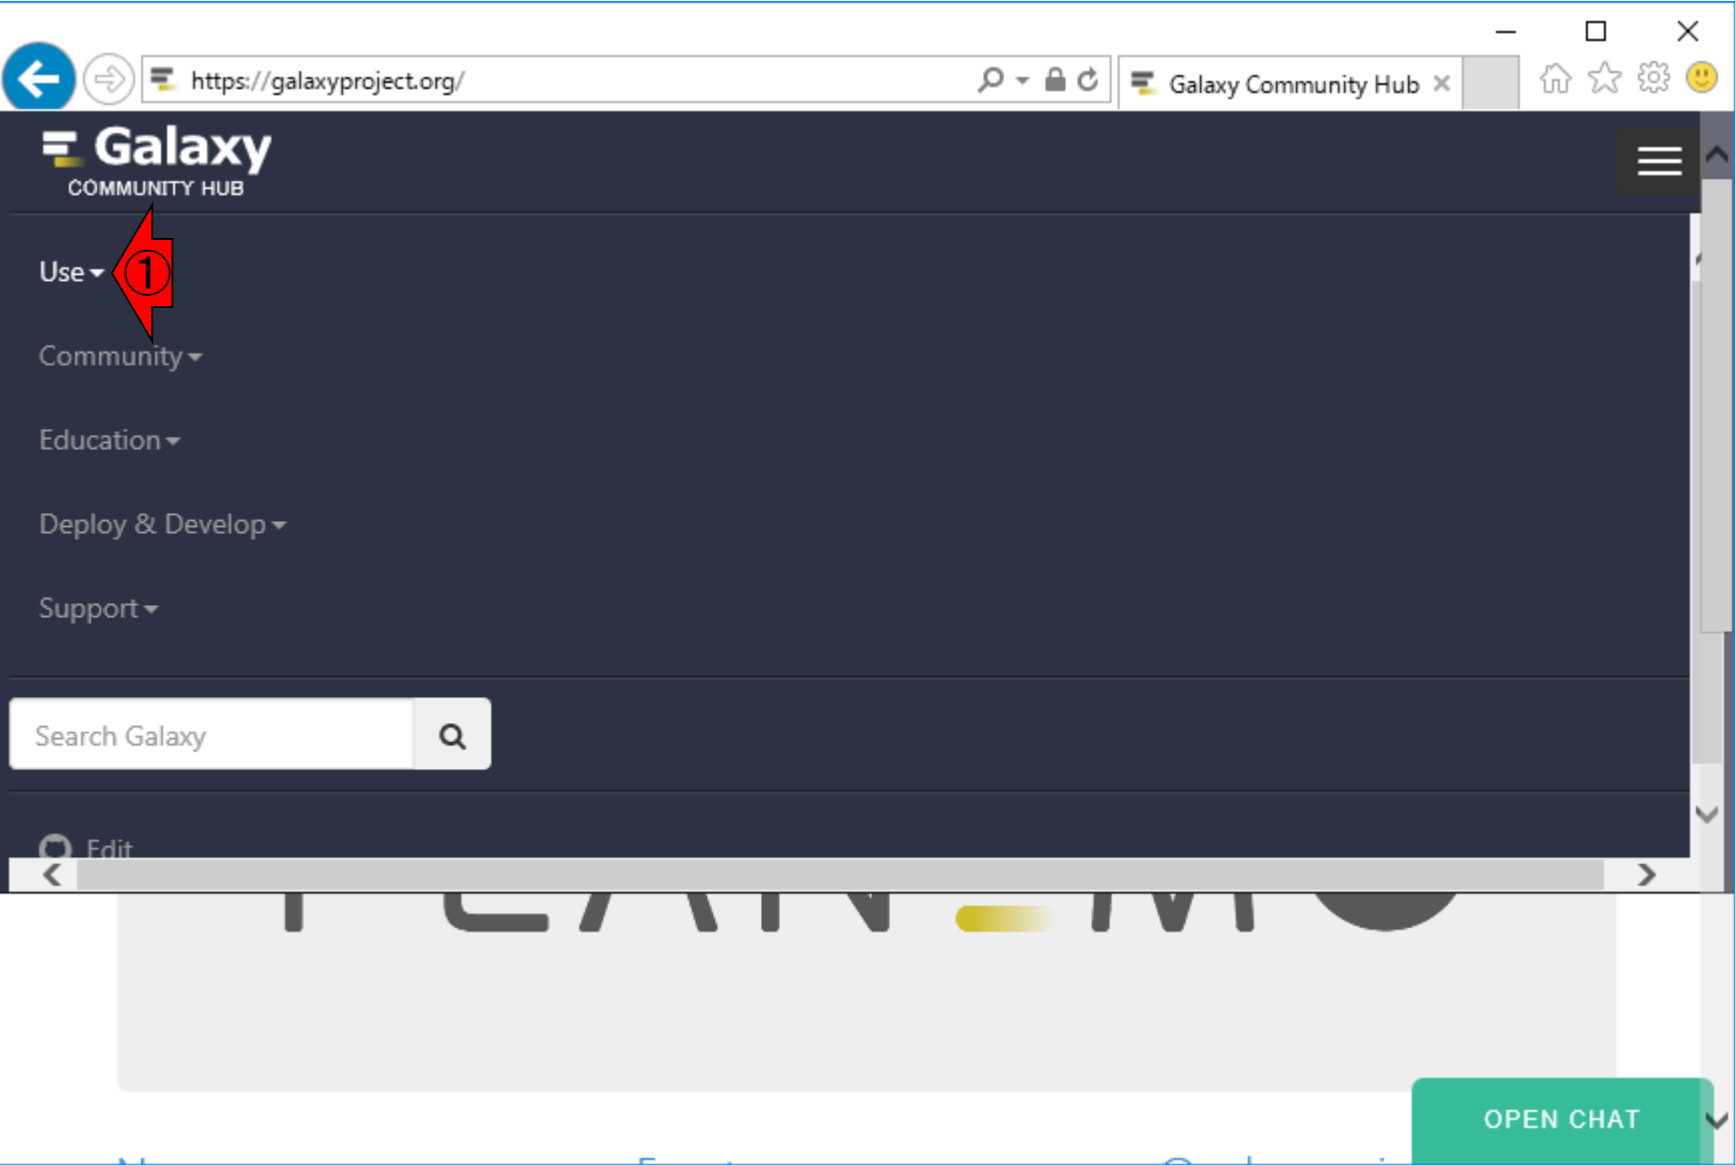 https://galaxyproject.org/
Galaxy Community Hub
Galaxy
COMMUNITY HUB
Use
①
Community
Education
Deploy & Develop
Support
Search Galaxy
Edit
OPEN CHAT